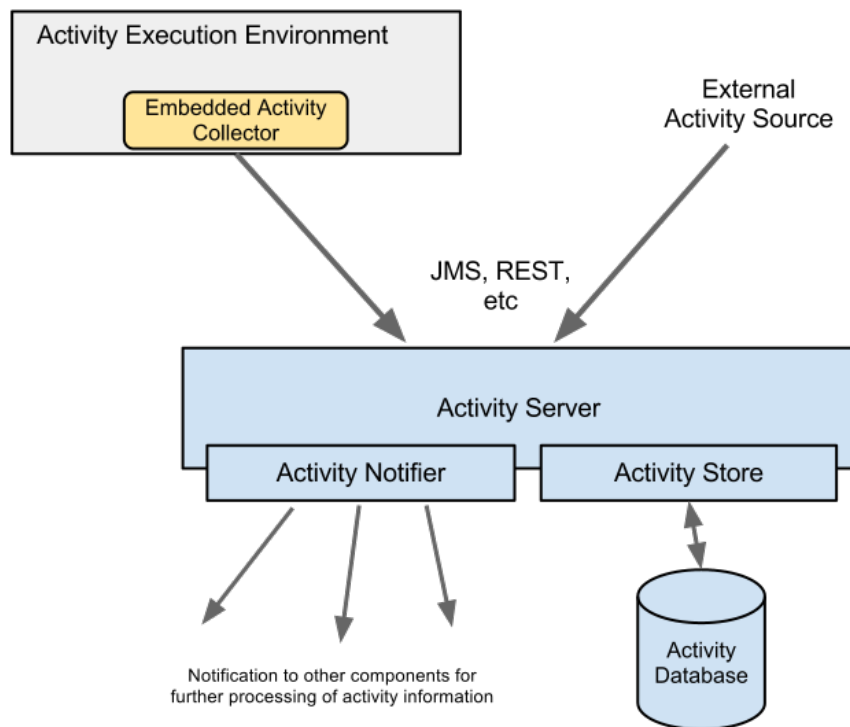 Activity Execution Environment
Embedded Activity
Collector
External
Activity Source
JMS, REST,
etc
Activity Server
Activity Notifier
Activity Store
Activity
Database
Notification to other components for
further processing of activity information